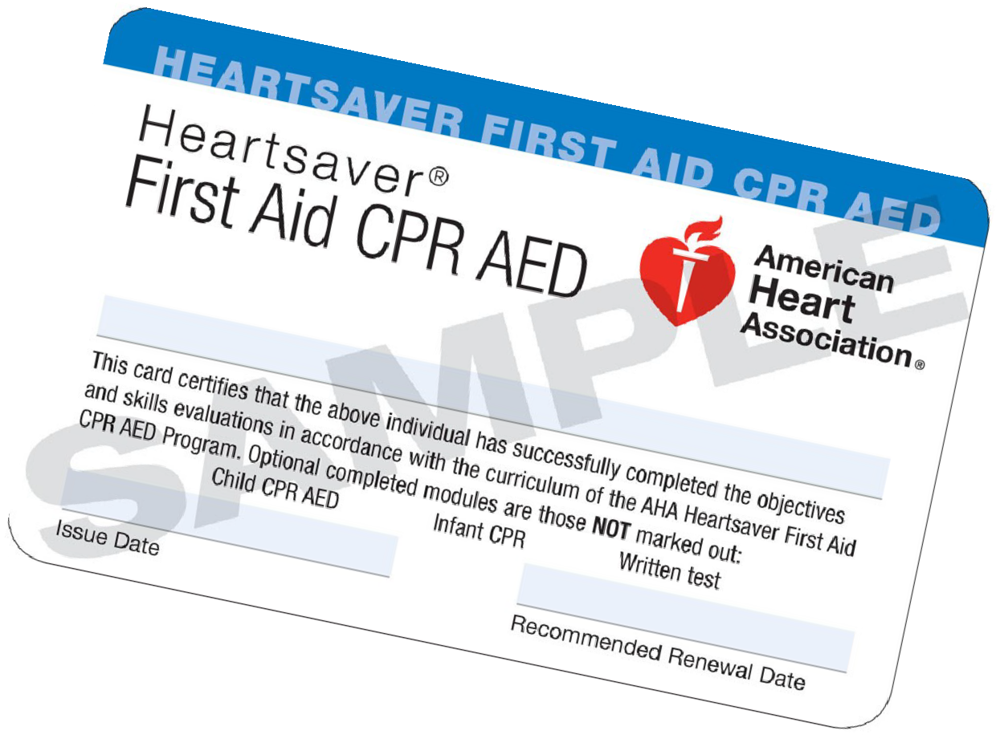 HEARTSAVER FIRST AID CPR AED
Heartsaver®
First Aid CPR AED
American
Heart
Association®
This card certifies that the above individual has successfully completed the objectives
and skills evaluations in accordance with the curriculum of the AHA Heartsaver First Aid
CPR AED Program. Optional completed modules are those NOT marked out:
Child CPR AED Infant CPR Written test
Issue Date
Recommended Renewal Date
SAMPLE